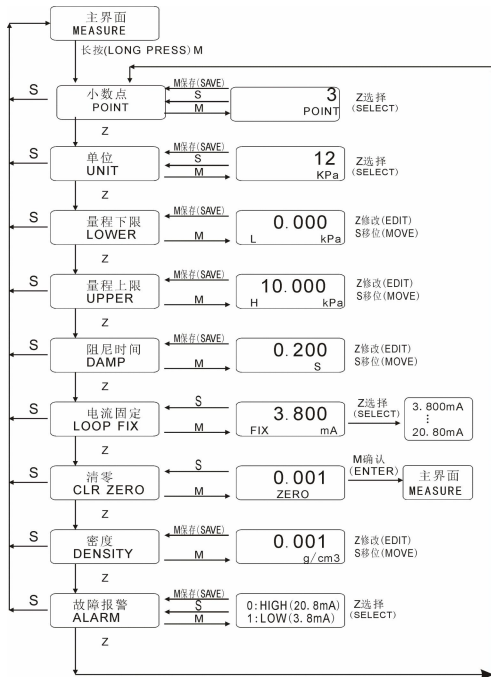 主界面
MEASURE
长按(LONG PRESS) M
S
小数点
POINT
M保存(SAVE)
S
M
3
POINT
Z选择
(SELECT)
Z
S
单位
UNIT
M保存(SAVE)
S
M
12
KPa
Z选择
(SELECT)
Z
S
量程下限
LOWER
M保存(SAVE)
M
0.000
L kPa
Z修改(EDIT)
S移位(MOVE)
Z
S
量程上限
UPPER
M保存(SAVE)
M
10.000
H kPa
Z修改(EDIT)
S移位(MOVE)
Z
S
阻尼时间
DAMP
M保存(SAVE)
M
0.200
S
Z修改(EDIT)
S移位(MOVE)
Z
S
电流固定
LOOP FIX
S
M
3.800
FIX mA
Z选择
(SELECT)
3.800mA
⋮
20.80mA
Z
S
清零
CLR ZERO
S
M
0.001
ZERO
M确认
(ENTER)
主界面
MEASURE
Z
S
密度
DENSITY
M保存(SAVE)
M
0.001
g/cm3
Z修改(EDIT)
S移位(MOVE)
Z
S
故障报警
ALARM
M保存(SAVE)
S
M
0:HIGH(20.8mA)
1:LOW(3.8mA)
Z选择
(SELECT)
Z